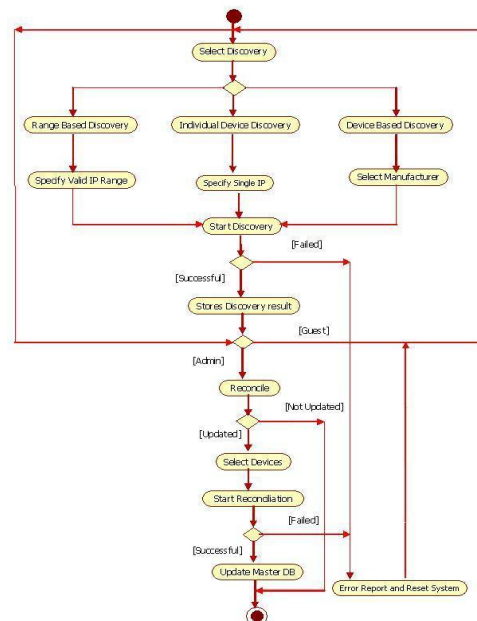 Select Discovery
Range Based Discovery
Individual Device Discovery
Device Based Discovery
Specify Valid IP Range
Specify Single IP
Select Manufacturer
Start Discovery
[Failed]
[Successful]
Stores Discovery result
[Guest]
[Admin]
Reconcile
[Not Updated]
[Updated]
Select Devices
Start Reconciliation
[Failed]
[Successful]
Update Master DB
Error Report and Reset System